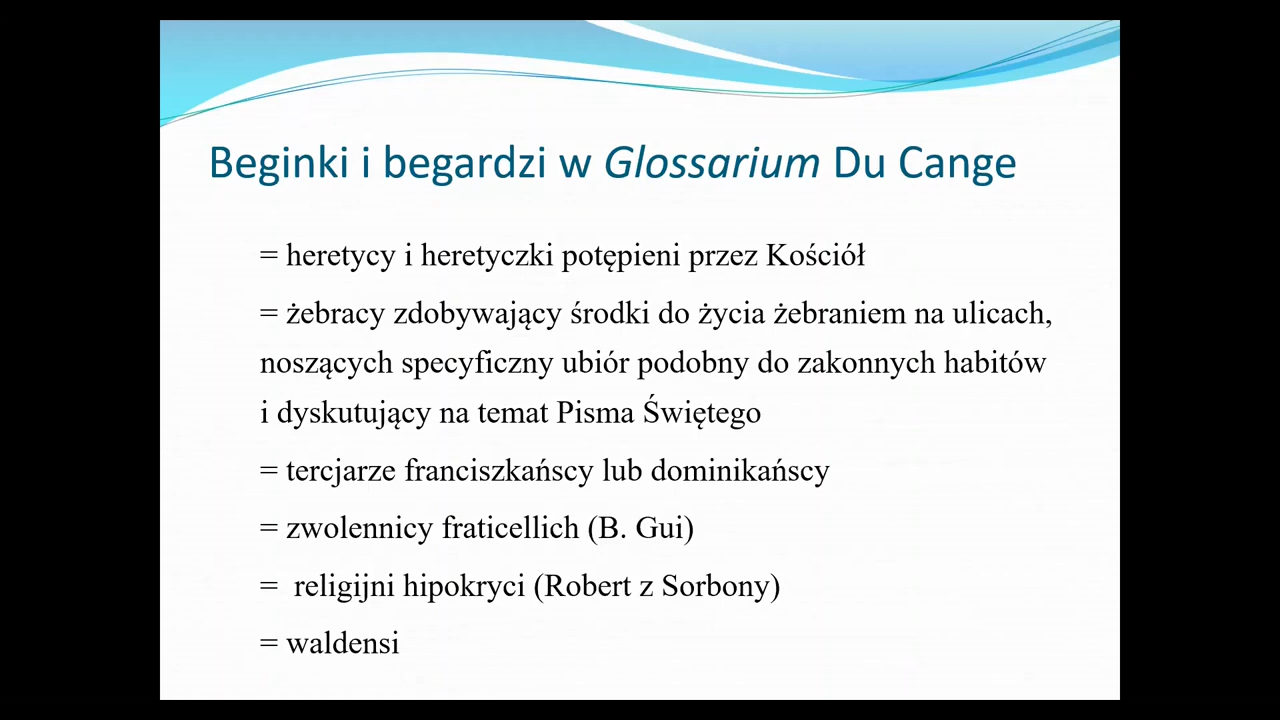 Beginki i begardzi w Glossarium Du Cange
= heretycy i heretyczki potępieni przez Kościół
= żebracy zdobywający środki do życia żebraniem na ulicach,
noszących specyficzny ubiór podobny do zakonnych habitów
i dyskutujący na temat Pisma Świętego
= tercjarze franciszkańscy lub dominikańscy
= zwolennicy fraticellich (B. Gui)
= religijni hipokryci (Robert z Sorbony)
= waldensi